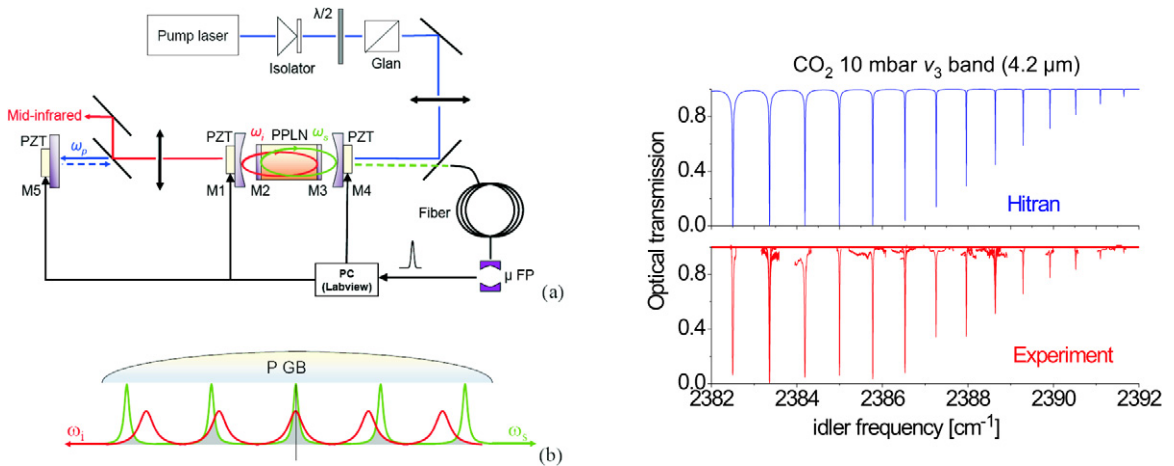 λ/2
Pump laser
Isolator
Glan
Mid-infrared
PZT
ωp
M5
PZT
ωi
PPLN
ωs
PZT
M1
M2
M3
M4
Fiber
PC
(Labview)
μ FP
(a)
P GB
ωi
ωs
(b)
CO2 10 mbar ν3 band (4.2 μm)
Optical transmission
0.8
0.4
0.0
Hitran
0.8
0.4
0.0
Experiment
2382 2384 2386 2388 2390 2392
idler frequency [cm-1]